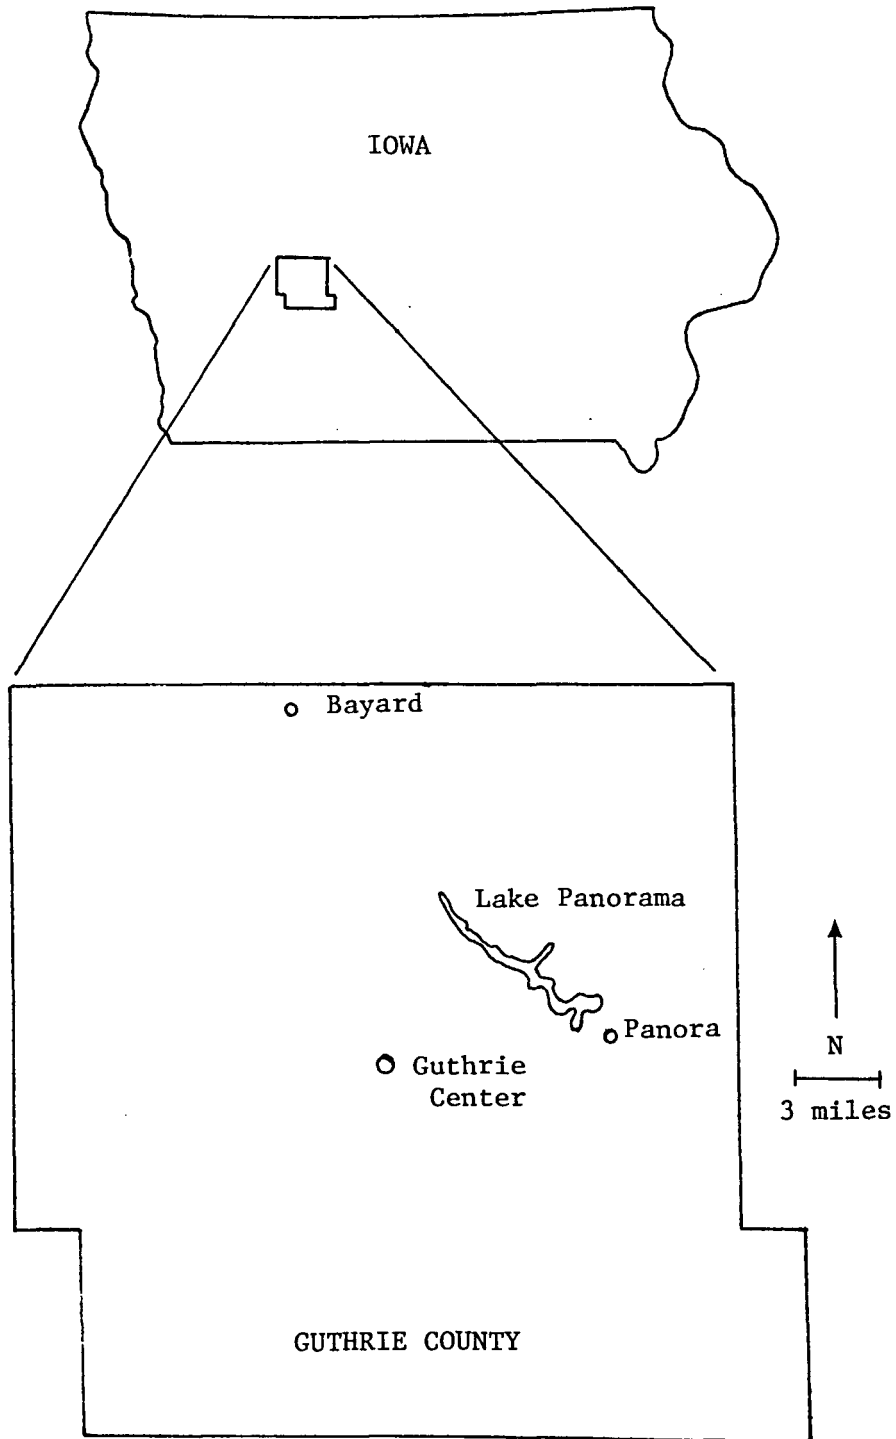 IOWA
Bayard
Lake Panorama
Panora
Guthrie
Center
N
3 miles
GUTHRIE COUNTY